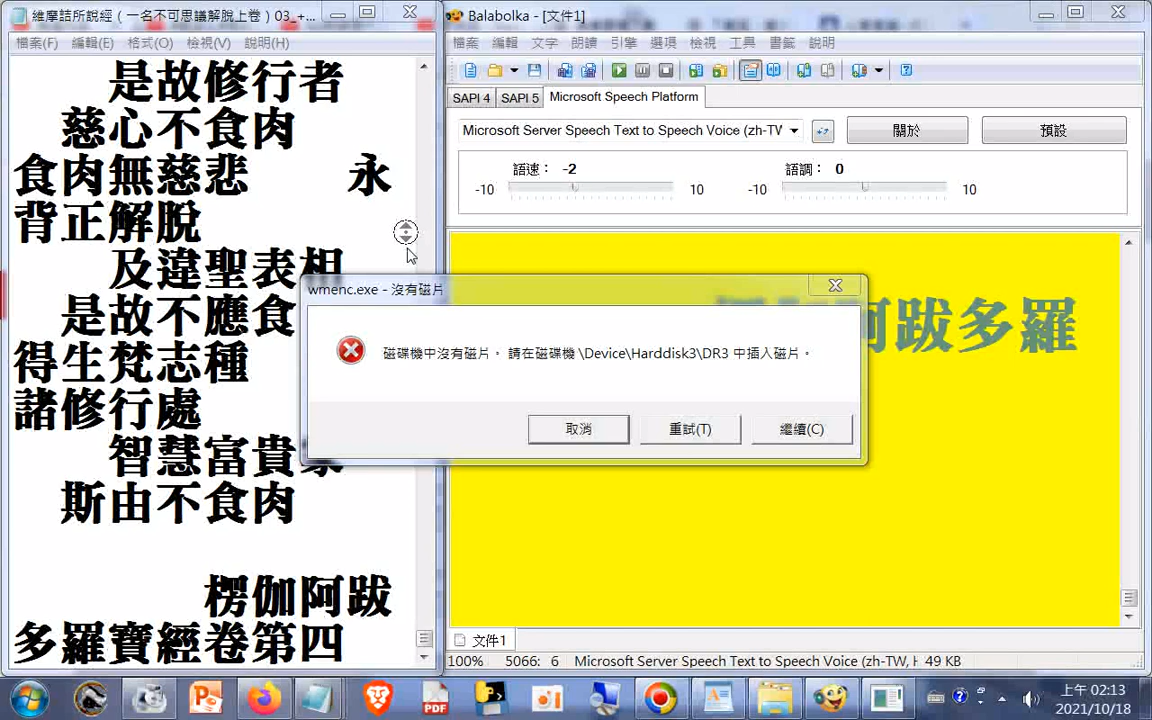 維摩詰所說經（一名不可思議解脫上卷）03_+...
檔案(F) 編輯(E) 格式(O) 檢視(V) 說明(H)
是故修行者
慈心不食肉
食肉無慈悲 永
背正解脫
及違聖表相
是故不應食
得生梵志種
諸修行處
智慧富貴家
斯由不食肉
楞伽阿跋
多羅寶經卷第四
Balabolka - [文件1]
檔案 編輯 文字 朗讀 引擎 選項 檢視 工具 書籤 說明
SAPI 4 SAPI 5 Microsoft Speech Platform
Microsoft Server Speech Text to Speech Voice (zh-TV 關於 預設
語速： -2 語調： 0
-10 10 -10 10
阿跋多羅
wmenc.exe - 沒有磁片
磁碟機中沒有磁片。 請在磁碟機 \Device\Harddisk3\DR3 中插入磁片。
取消 重試(T) 繼續(C)
文件1
100% 5066: 6 Microsoft Server Speech Text to Speech Voice (zh-TW, H 49 KB
PDF
上午 02:13
2021/10/18